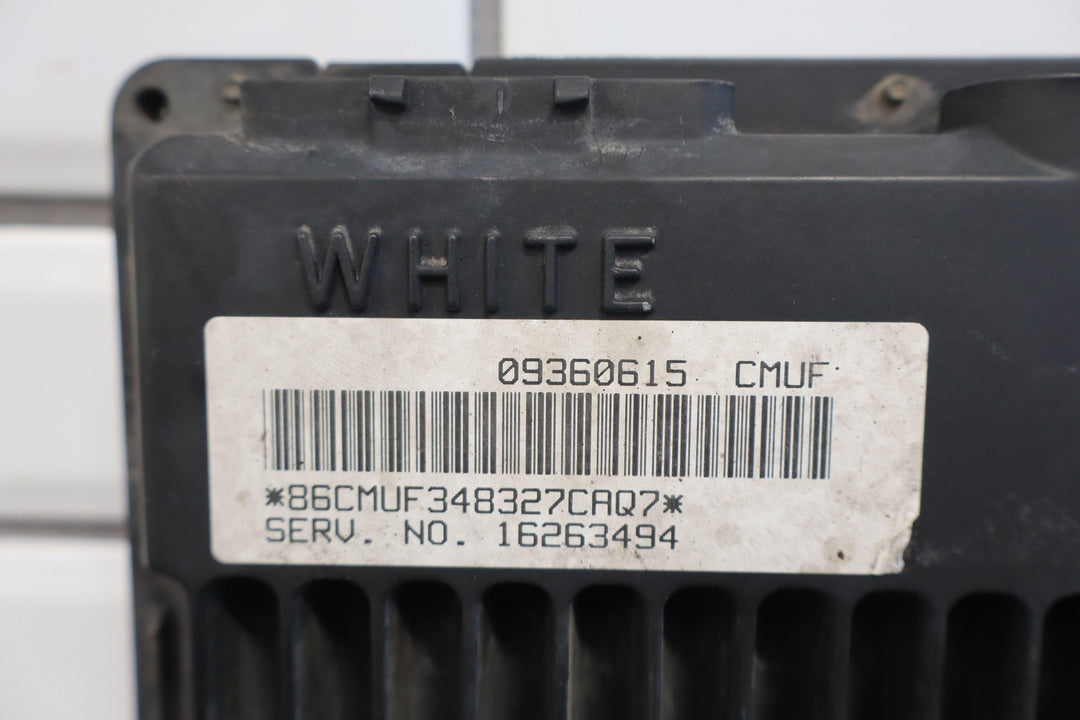 WHITE
09360615 CMUF
*86CMUF348327CAQ7*
SERV. NO. 16263494